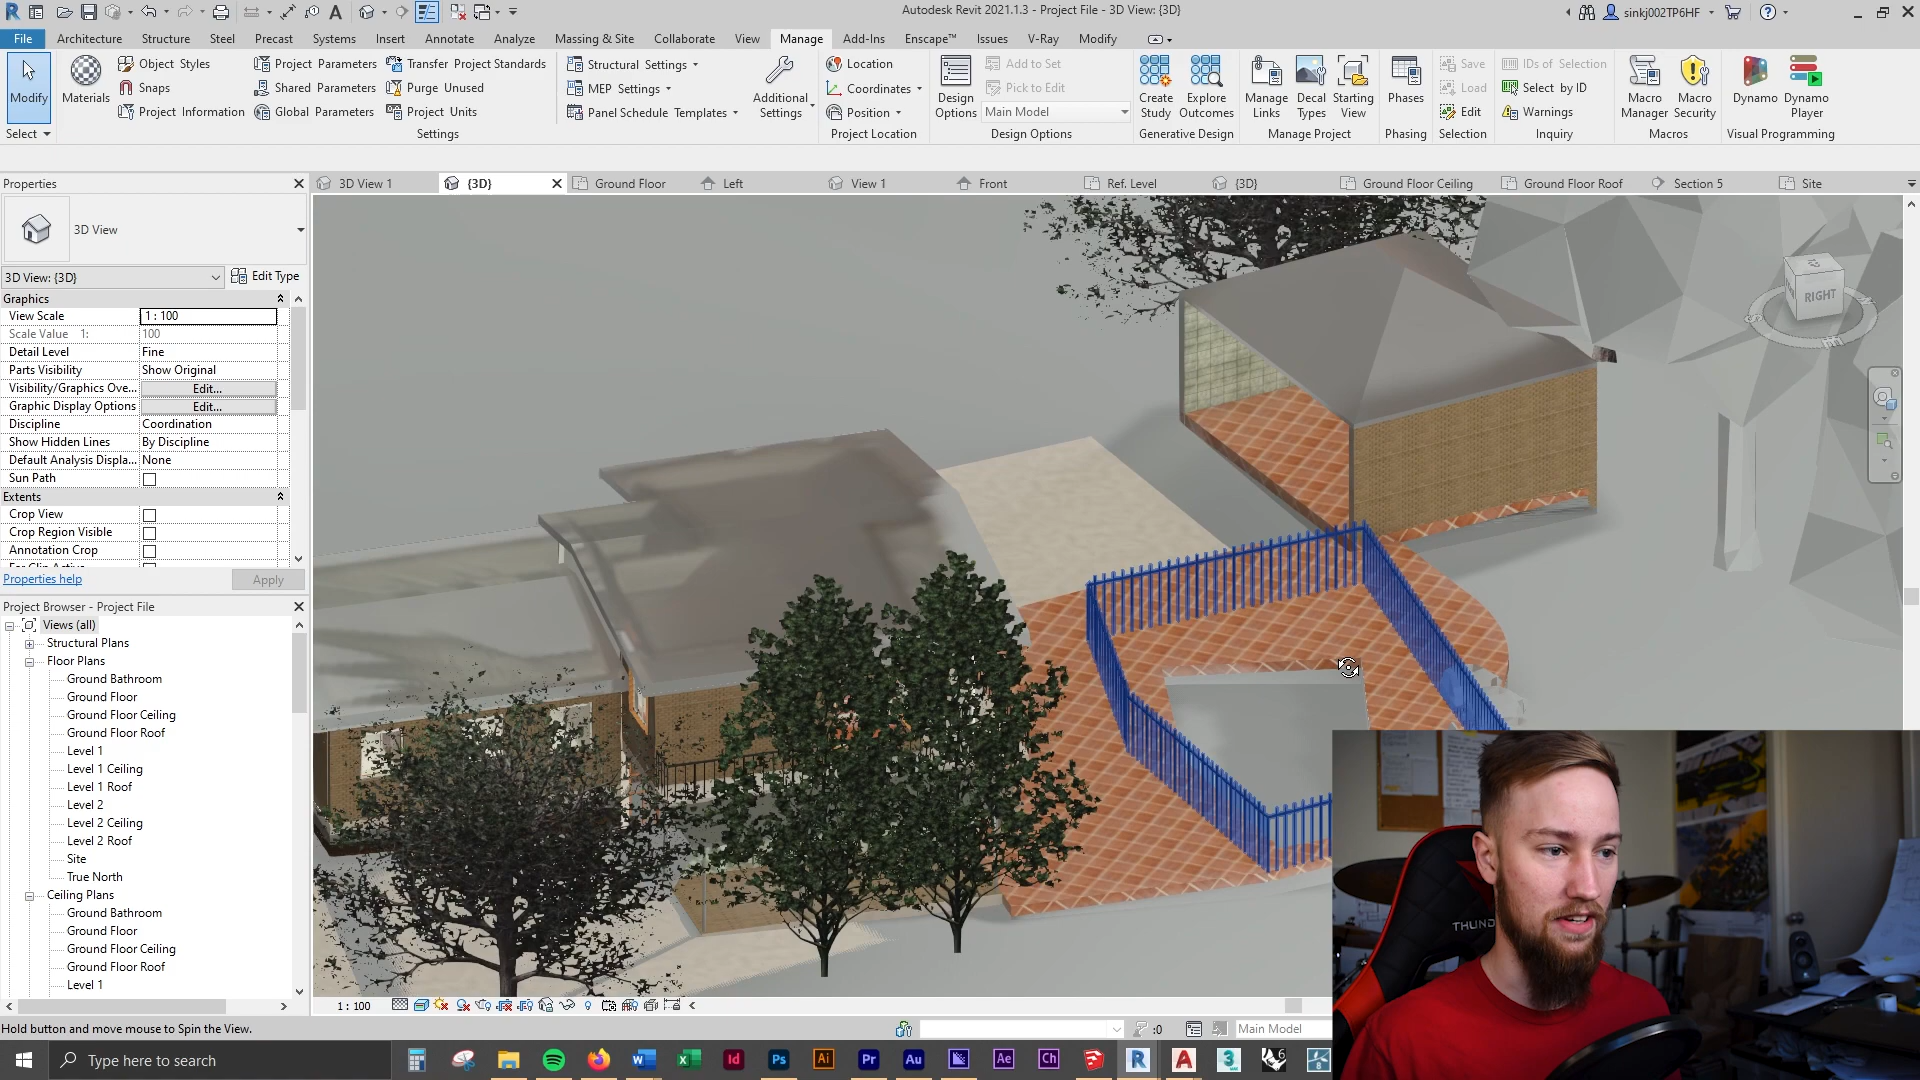 Autodesk Revit 2021.1.3 - Project File - 3D View: {3D}
sinkj002TP6HF
File Architecture Structure Steel Precast Systems Insert Annotate Analyze Massing & Site Collaborate View Manage Add-Ins Enscape™ Issues V-Ray Modify
Modify
Select
Materials
Object Styles
Snaps
Project Information
Project Parameters
Shared Parameters
Global Parameters
Transfer Project Standards
Purge Unused
Project Units
Settings
Structural Settings
MEP Settings
Panel Schedule Templates
Additional
Settings
Location
Coordinates
Position
Project Location
Design
Options
Add to Set
Pick to Edit
Main Model
Design Options
Create
Study
Explore
Outcomes
Generative Design
Manage
Links
Decal
Types
Starting
View
Manage Project
Phases
Phasing
Save
Load
Edit
Selection
IDs of Selection
Select by ID
Warnings
Inquiry
Macro
Manager
Macro
Security
Macros
Dynamo
Dynamo
Player
Visual Programming
Properties
3D View 1 {3D} Ground Floor Left View 1 Front Ref. Level {3D} Ground Floor Ceiling Ground Floor Roof Section 5 Site
3D View
3D View: {3D} Edit Type
Graphics
View Scale 1 : 100
Scale Value 1: 100
Detail Level Fine
Parts Visibility Show Original
Visibility/Graphics Ove... Edit...
Graphic Display Options Edit...
Discipline Coordination
Show Hidden Lines By Discipline
Default Analysis Displa... None
Sun Path
Extents
Crop View
Crop Region Visible
Annotation Crop
Properties help Apply
Project Browser - Project File
Views (all)
Structural Plans
Floor Plans
Ground Bathroom
Ground Floor
Ground Floor Ceiling
Ground Floor Roof
Level 1
Level 1 Ceiling
Level 1 Roof
Level 2
Level 2 Ceiling
Level 2 Roof
Site
True North
Ceiling Plans
Ground Bathroom
Ground Floor
Ground Floor Ceiling
Ground Floor Roof
Level 1
RIGHT
THUND
1 : 100
Hold button and move mouse to Spin the View.
:0
Main Model
Type here to search